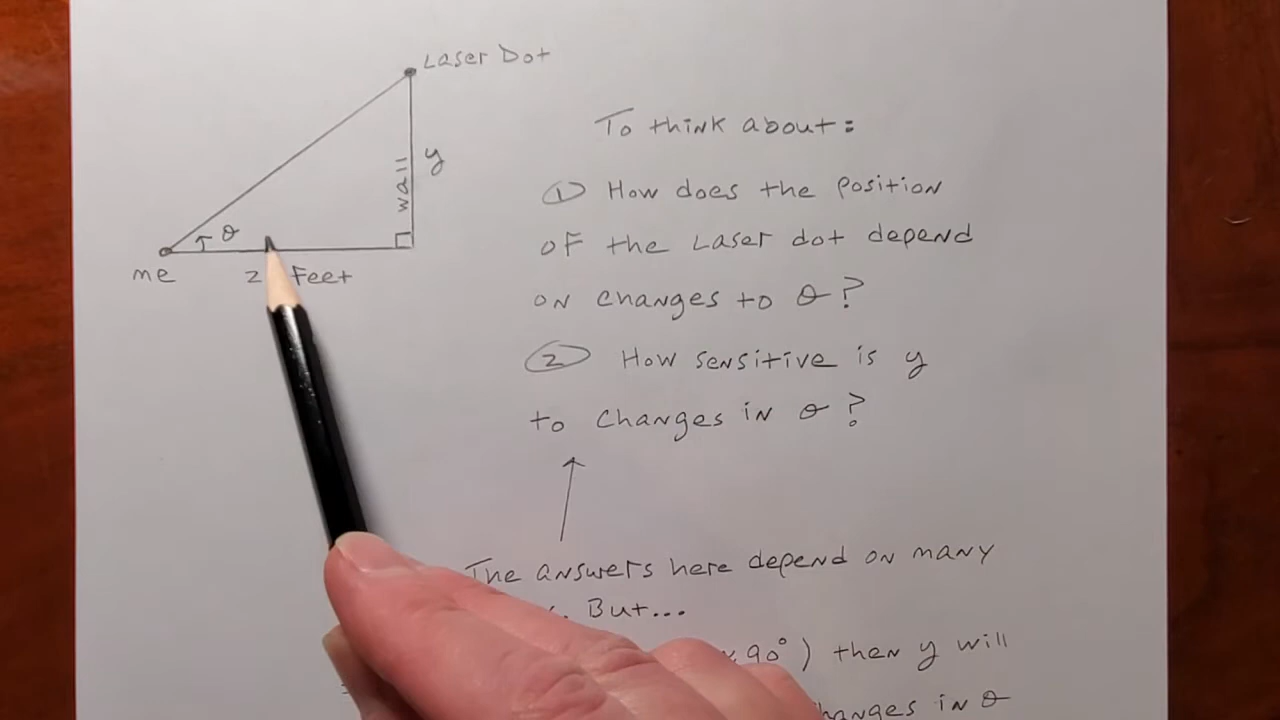 Laser Dot
y
wall
θ
me
Feet
To think about:
① How does the position
of the Laser dot depend
on changes to θ?
② How sensitive is y
to changes in θ?
The answers here depend on many
. But...
90°) then y will
changes in θ